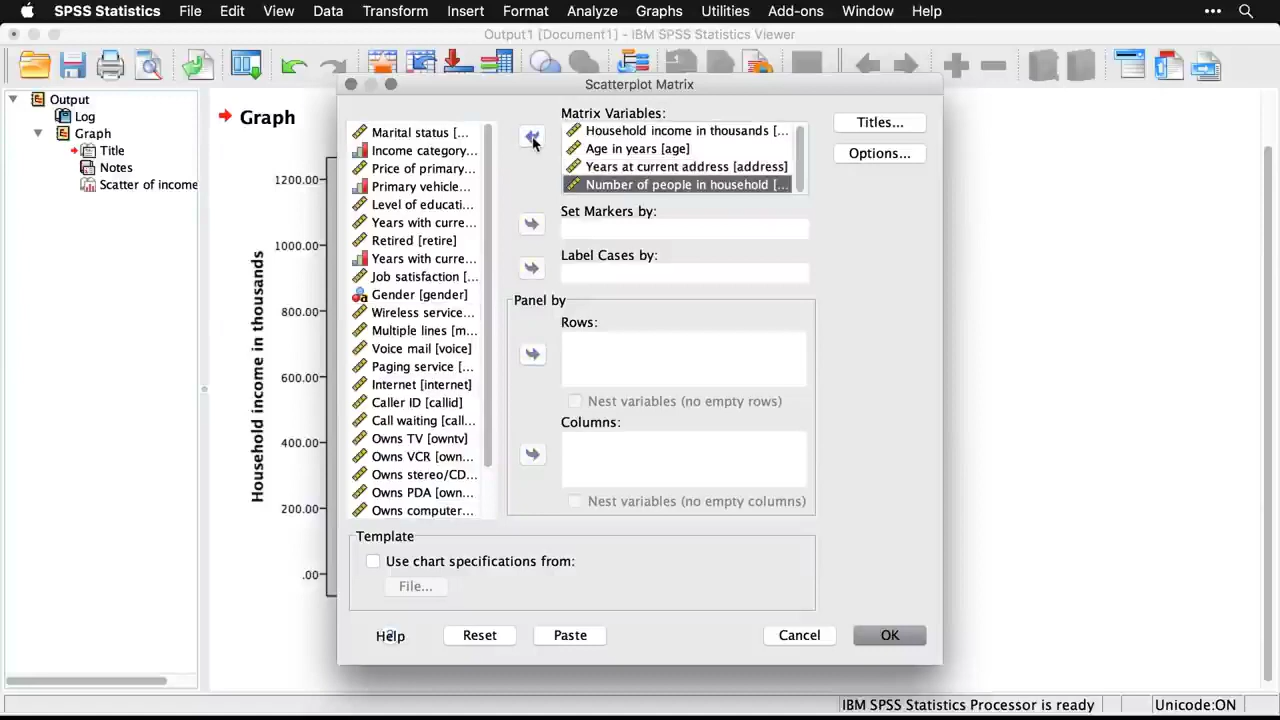 SPSS Statistics File Edit View Data Transform Insert Format Analyze Graphs Utilities Add-ons Window Help
Output1 [Document1] - IBM SPSS Statistics Viewer
Output
Log
Graph
Title
Notes
Scatter of income
Graph
1200.00
1000.00
800.00
600.00
400.00
200.00
.00
Household income in thousands
Scatterplot Matrix
Marital status [...
Income category...
Price of primary...
Primary vehicle...
Level of educati...
Years with curre...
Retired [retire]
Years with curre...
Job satisfaction [...
Gender [gender]
Wireless service...
Multiple lines [m...
Voice mail [voice]
Paging service [...
Internet [internet]
Caller ID [callid]
Call waiting [call...
Owns TV [owntv]
Owns VCR [own...
Owns stereo/CD...
Owns PDA [own...
Owns computer...
Matrix Variables:
Household income in thousands [...
Age in years [age]
Years at current address [address]
Number of people in household [...
Set Markers by:
Label Cases by:
Panel by
Rows:
Nest variables (no empty rows)
Columns:
Nest variables (no empty columns)
Titles...
Options...
Template
Use chart specifications from:
File...
Help
Reset
Paste
Cancel
OK
IBM SPSS Statistics Processor is ready
Unicode:ON